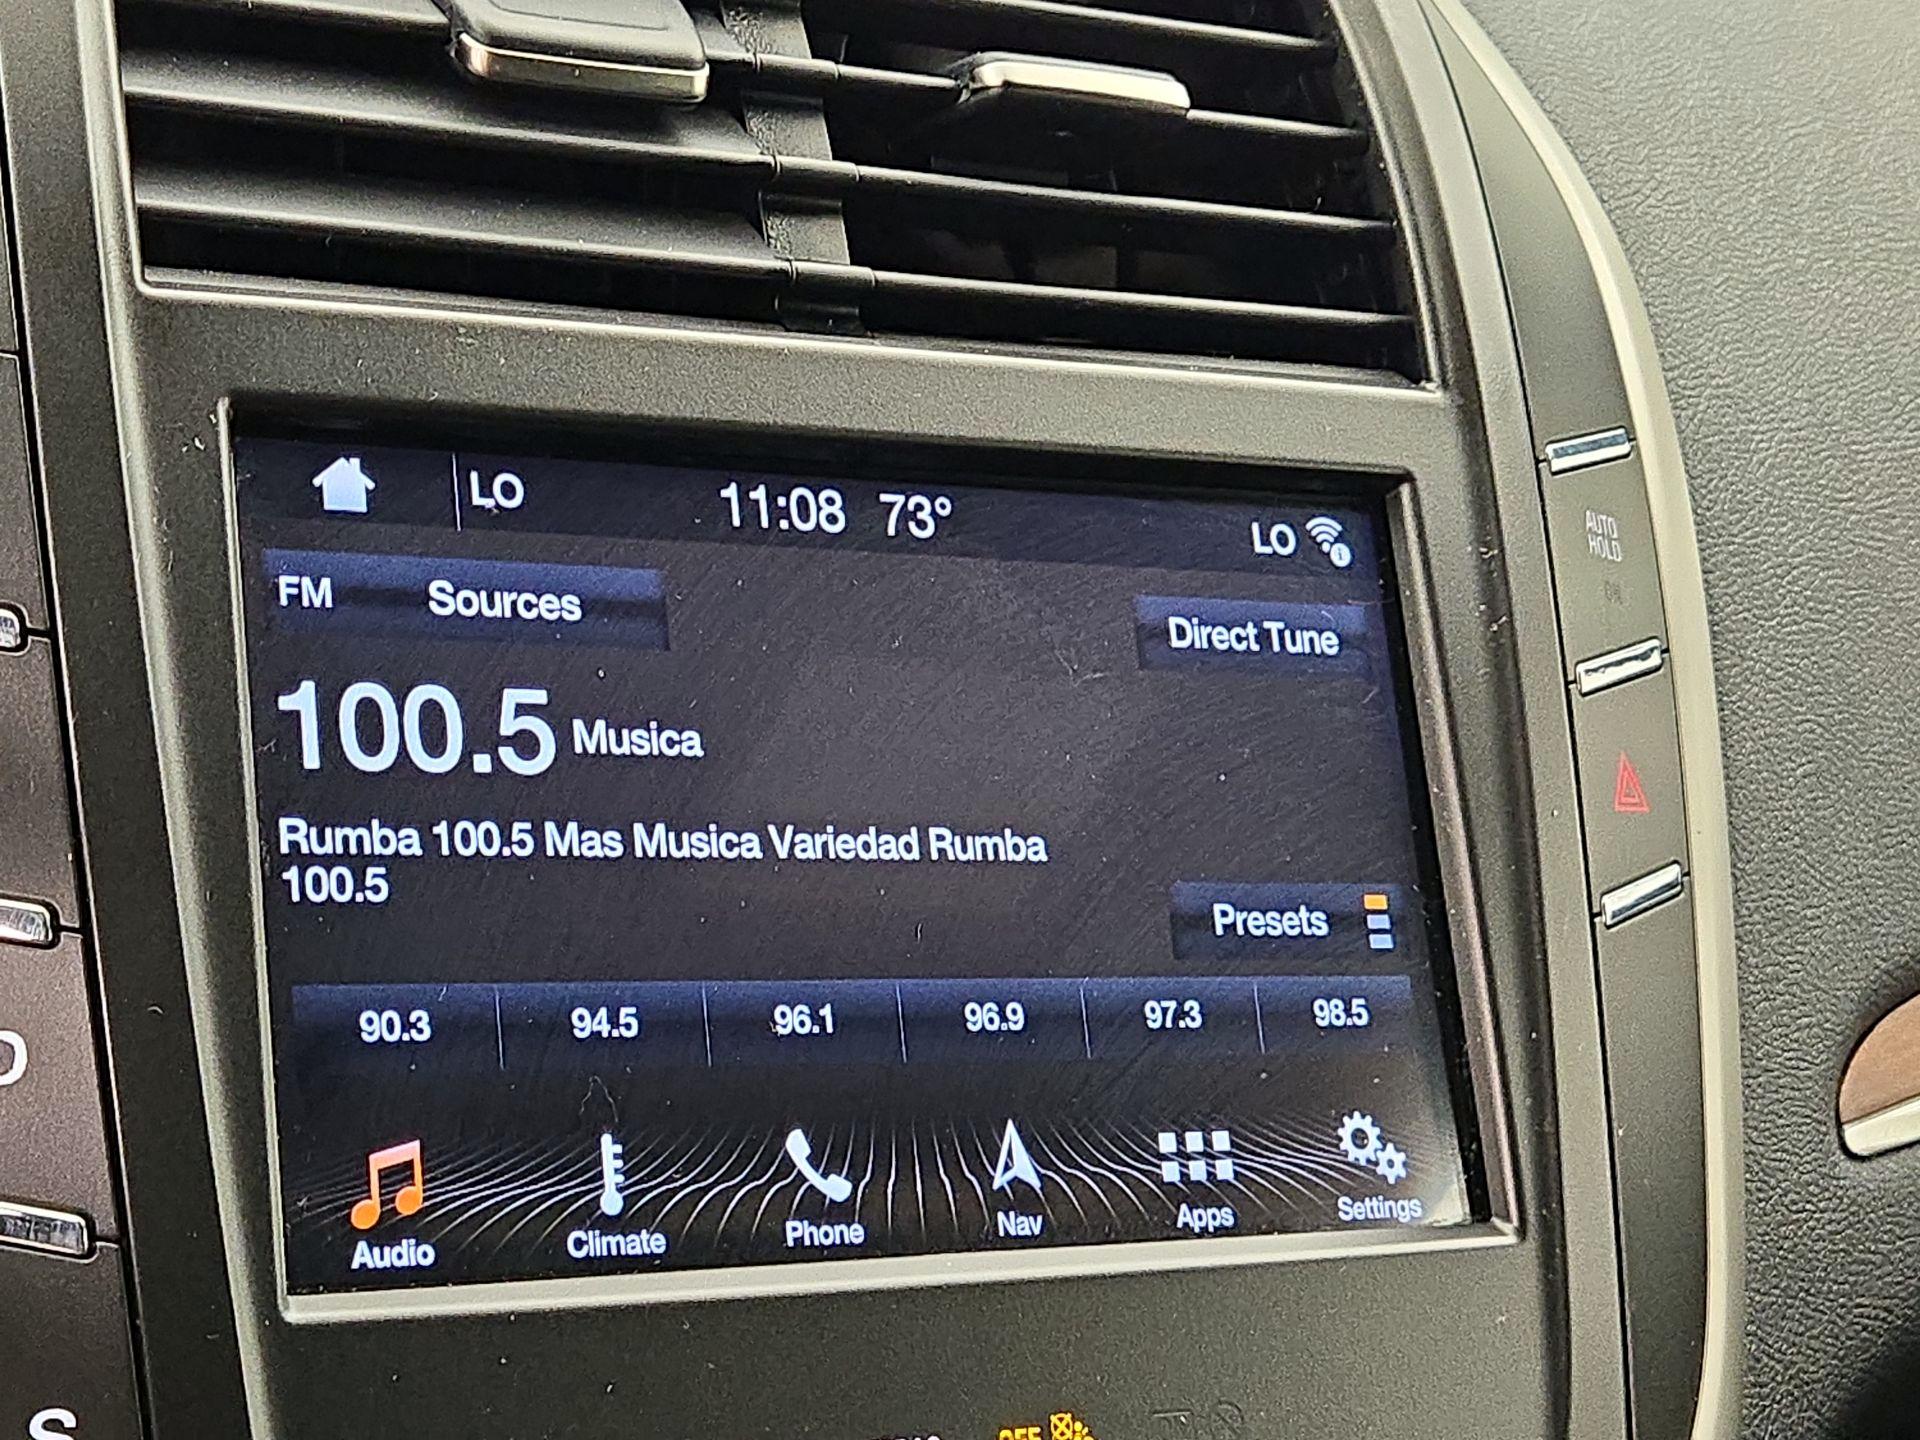 LO 11:08 73° LO
FM Sources
Direct Tune
100.5 Musica
Rumba 100.5 Mas Musica Variedad Rumba
100.5
Presets
90.3 94.5 96.1 96.9 97.3 98.5
Audio Climate Phone Nav Apps Settings
AUTO
HOLD
D
S
OFF